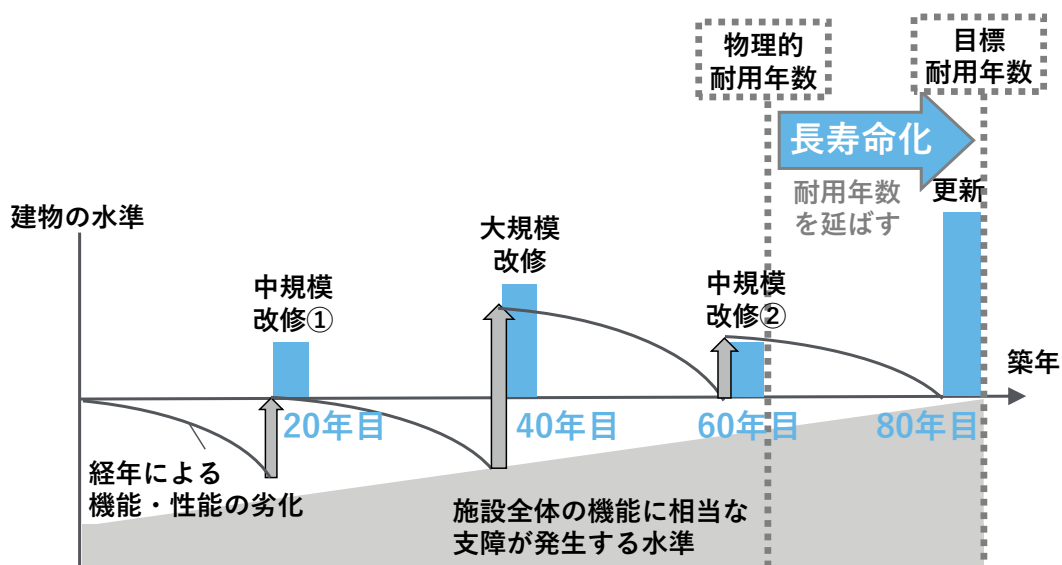 物理的
耐用年数
目標
耐用年数
長寿命化
耐用年数
を延ばす
更新
建物の水準
大規模
改修
中規模
改修①
中規模
改修②
築年
20年目
40年目
60年目
80年目
経年による
機能・性能の劣化
施設全体の機能に相当な
支障が発生する水準